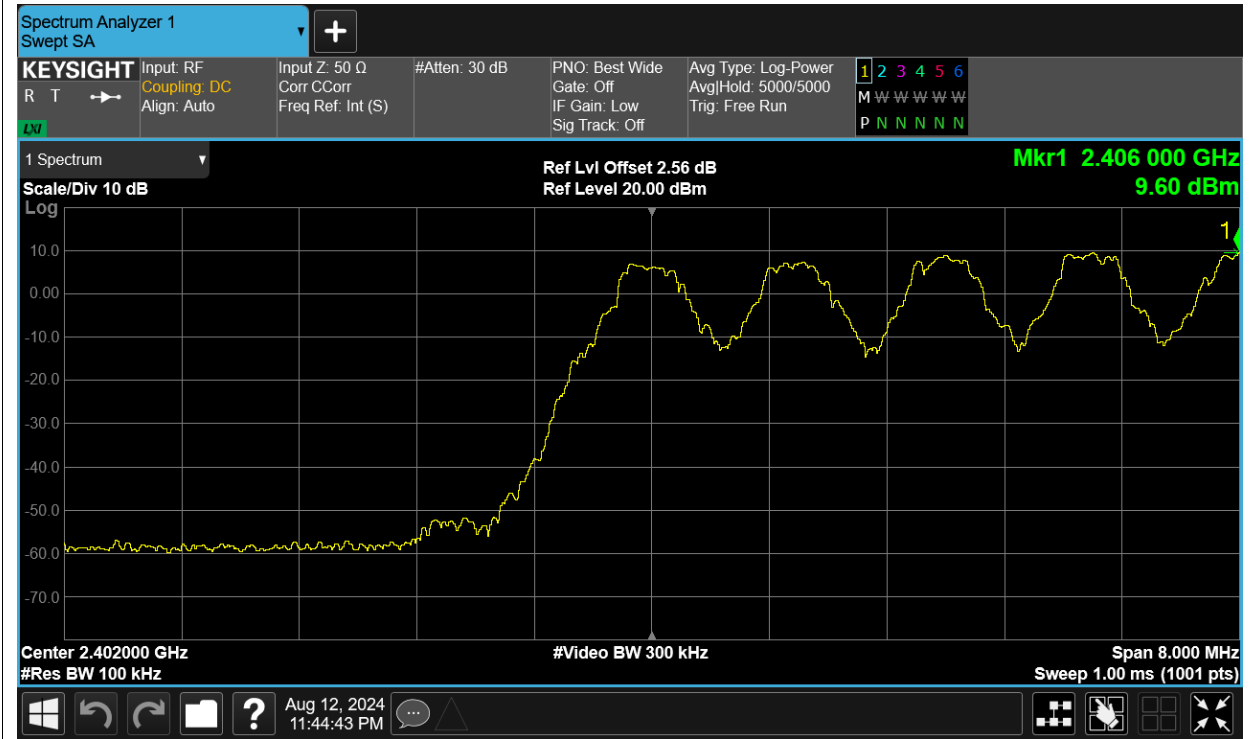 Spectrum Analyzer 1
Swept SA
+
KEYSIGHT
R T
LXI
Input: RF
Coupling: DC
Align: Auto
Input Z: 50 Ω
Corr CCorr
Freq Ref: Int (S)
#Atten: 30 dB
PNO: Best Wide
Gate: Off
IF Gain: Low
Sig Track: Off
Avg Type: Log-Power
Avg|Hold: 5000/5000
Trig: Free Run
1 2 3 4 5 6
M W W W W W
P N N N N N
1 Spectrum
Scale/Div 10 dB
Log
Ref Lvl Offset 2.56 dB
Ref Level 20.00 dBm
Mkr1 2.406 000 GHz
9.60 dBm
1
10.0
0.00
-10.0
-20.0
-30.0
-40.0
-50.0
-60.0
-70.0
Center 2.402000 GHz
#Res BW 100 kHz
#Video BW 300 kHz
Span 8.000 MHz
Sweep 1.00 ms (1001 pts)
?
Aug 12, 2024
11:44:43 PM